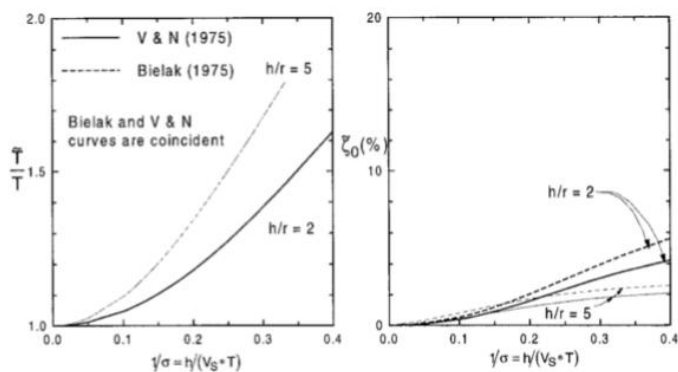 2.0
V & N (1975)
Bielak (1975)
h/r = 5
Bielak and V & N
curves are coincident
T̃
T
1.5
h/r = 2
1.0
0.0 0.1 0.2 0.3 0.4
1/σ = h/(Vs*T)
20
ζ̃0(%)
10
h/r = 2
h/r = 5
0
0.0 0.1 0.2 0.3 0.4
1/σ = h/(Vs*T)